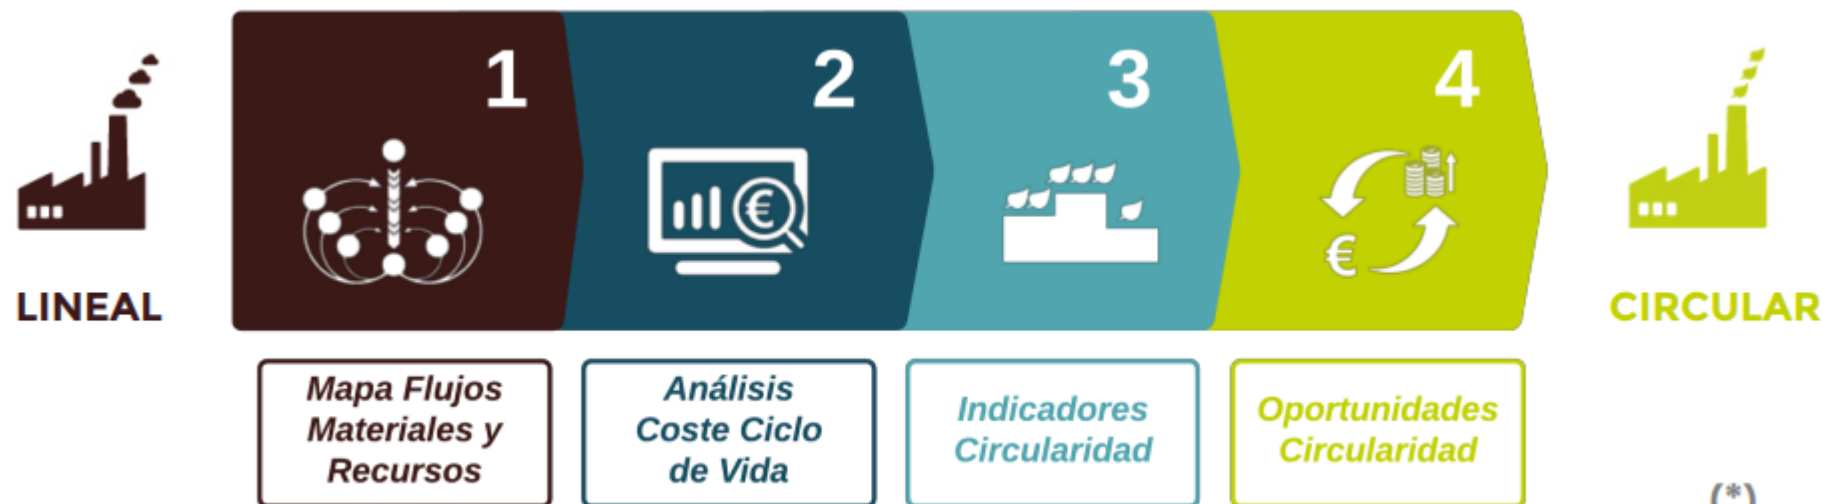 1
2
3
4
€
€
LINEAL
CIRCULAR
Mapa Flujos
Materiales y
Recursos
Análisis
Coste Ciclo
de Vida
Indicadores
Circularidad
Oportunidades
Circularidad
(*)